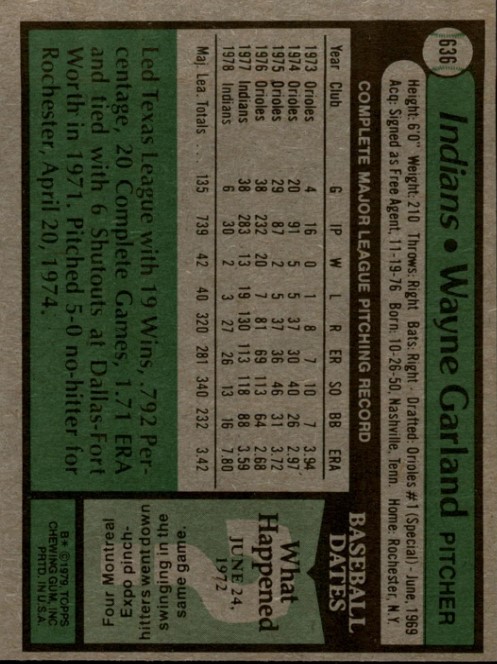 636
Indians • Wayne Garland PITCHER
Height: 6'0" Weight: 210 Throws: Right Bats: Right - Drafted: Orioles #1 (Special) - June, 1969
Acq: Signed as Free Agent, 11-19-76 Born: 10-26-50, Nashville, Tenn. Home: Rochester, N.Y.
COMPLETE MAJOR LEAGUE PITCHING RECORD
Year Club G IP W L R ER SO BB ERA
1973 Orioles 4 16 0 1 8 7 10 7 3.94
1974 Orioles 20 91 5 5 37 30 40 26 2.97
1975 Orioles 29 87 2 5 37 36 46 31 3.72
1976 Orioles 38 232 20 7 81 69 113 64 2.68
1977 Indians 38 283 13 19 130 113 118 88 3.59
1978 Indians 6 30 2 3 27 26 13 16 7.80
Maj. Lea. Totals 135 739 42 40 320 281 340 232 3.42
Led Texas League with 19 Wins, .792 Per-
centage, 20 Complete Games, 1.71 ERA
and tied with 6 Shutouts at Dallas-Fort
Worth in 1971. Pitched 5-0 no-hitter for
Rochester, April 20, 1974.
BASEBALL
DATES
What
Happened
JUNE 24,
1972
Four Montreal
Expo pinch-
hitters went down
swinging in the
same game.
B* © 1979 TOPPS
CHEWING GUM, INC
PRTD. IN U.S.A.